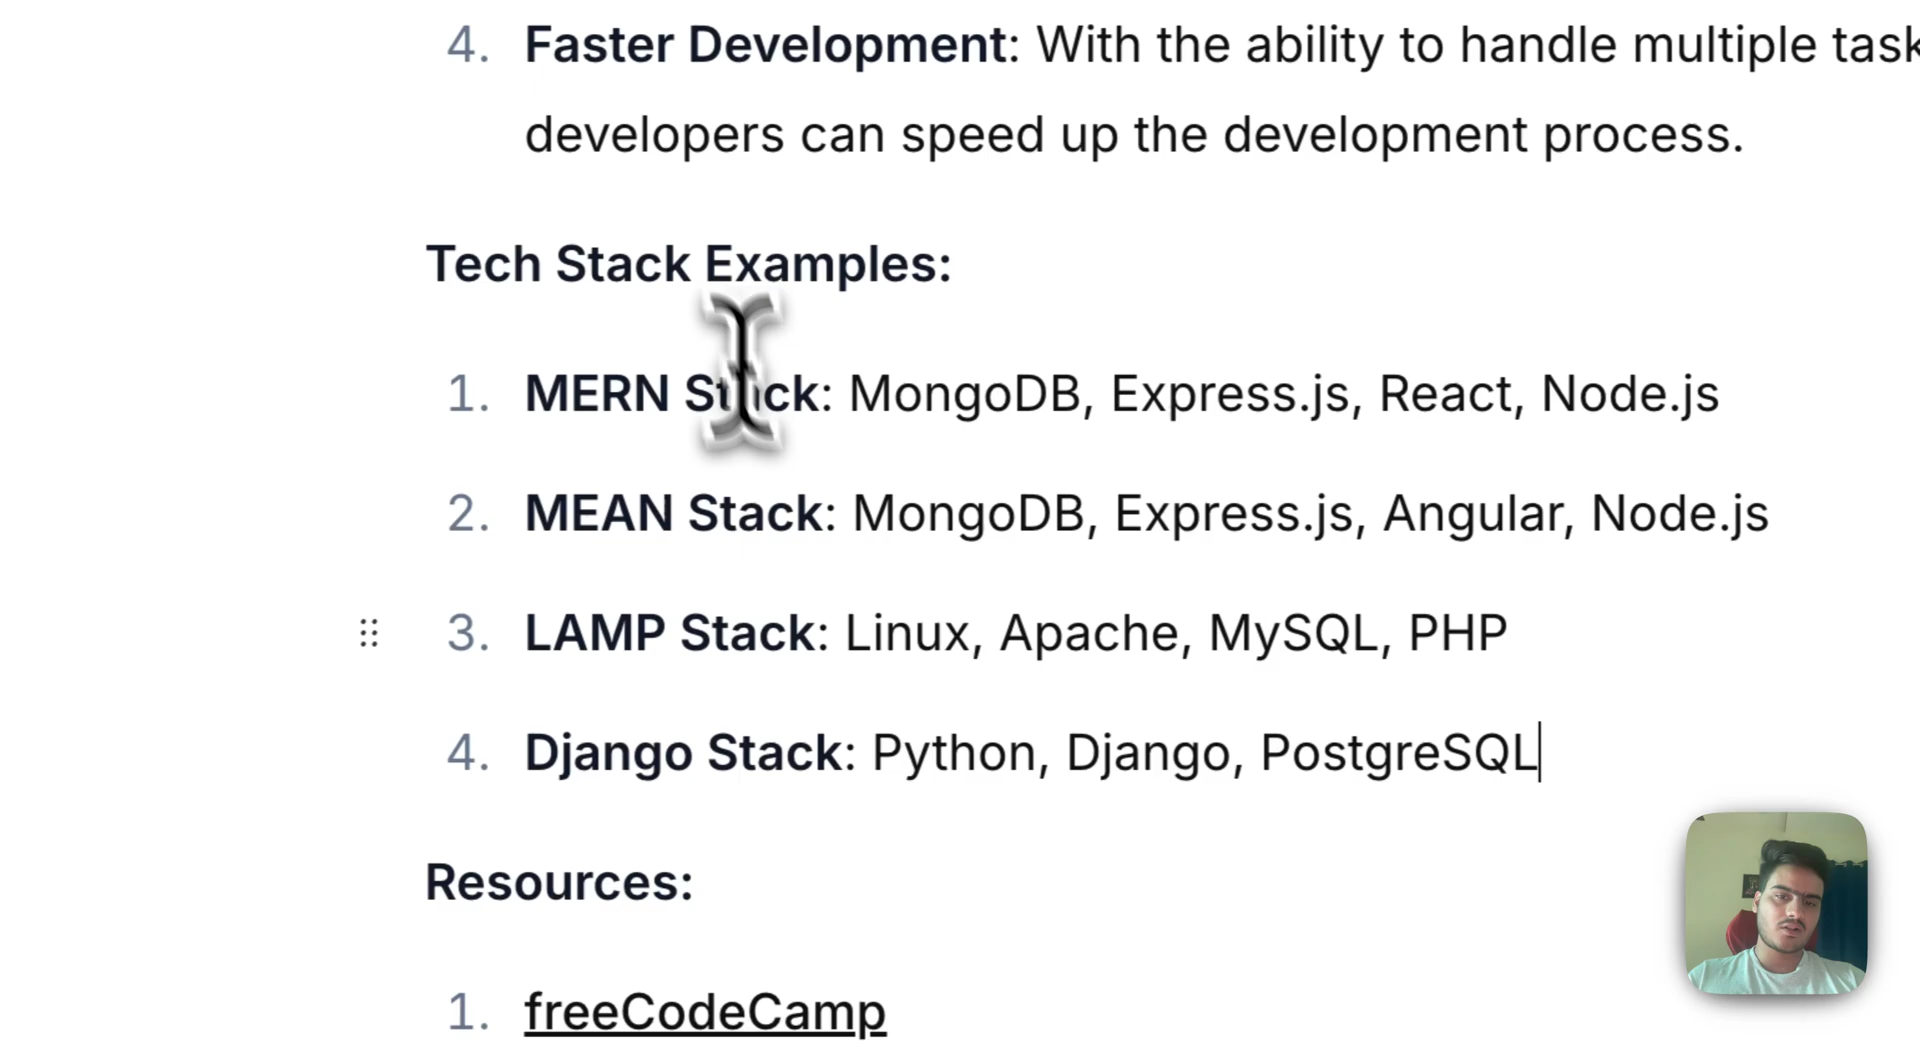 4. Faster Development: With the ability to handle multiple task
developers can speed up the development process.
Tech Stack Examples:
1. MERN Stack: MongoDB, Express.js, React, Node.js
2. MEAN Stack: MongoDB, Express.js, Angular, Node.js
3. LAMP Stack: Linux, Apache, MySQL, PHP
4. Django Stack: Python, Django, PostgreSQL
Resources:
1. freeCodeCamp